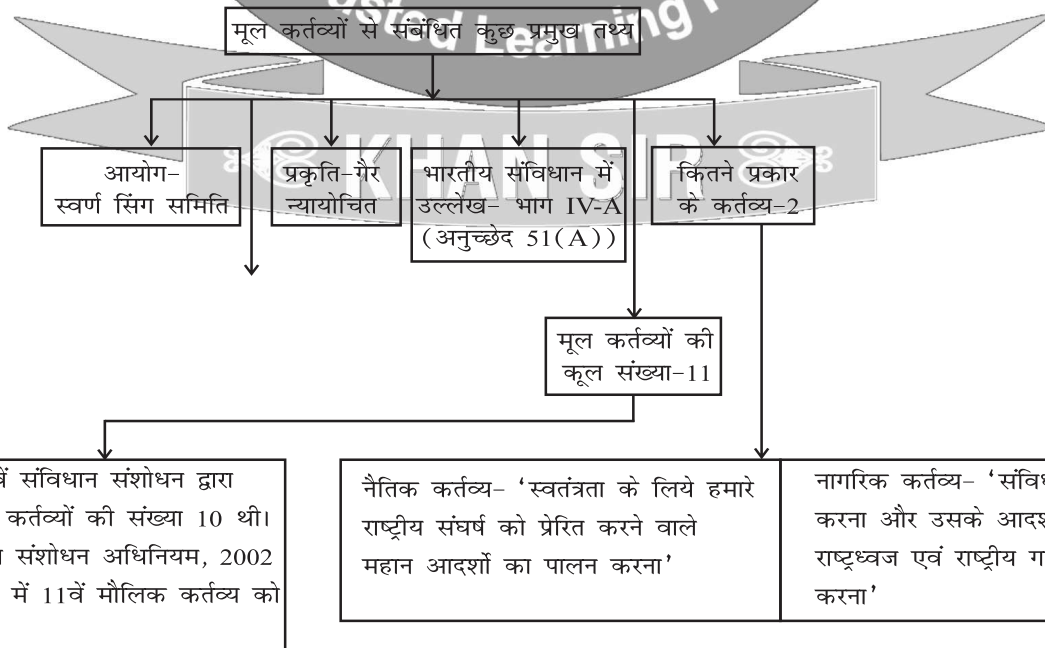 usted Learning
मूल कर्तव्यों से संबंधित कुछ प्रमुख तथ्य
KHAN SIR
आयोग-
स्वर्ण सिंग समिति
प्रकृति-गैर
न्यायोचित
भारतीय संविधान में
उल्लेख- भाग IV-A
(अनुच्छेद 51(A))
कितने प्रकार
के कर्तव्य-2
मूल कर्तव्यों की
कूल संख्या-11
वें संविधान संशोधन द्वारा
कर्तव्यों की संख्या 10 थी।
संशोधन अधिनियम, 2002
में 11वें मौलिक कर्तव्य को
नैतिक कर्तव्य- ‘स्वतंत्रता के लिये हमारे
राष्ट्रीय संघर्ष को प्रेरित करने वाले
महान आदर्शो का पालन करना’
नागरिक कर्तव्य- ‘संविध
करना और उसके आदश
राष्ट्रध्वज एवं राष्ट्रीय ग
करना’